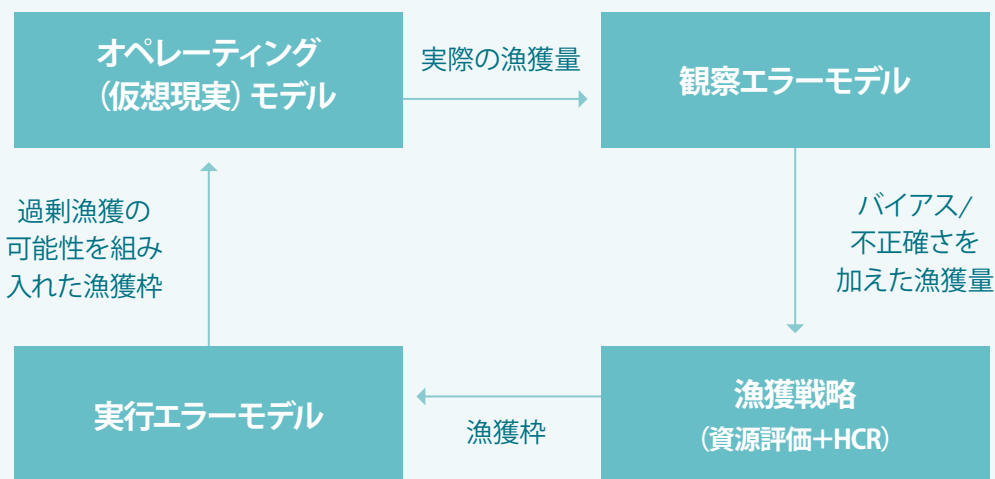 オペレーティング
（仮想現実）モデル
実際の漁獲量
観察エラーモデル
バイアス/
不正確さを
加えた漁獲量
漁獲戦略
（資源評価＋HCR）
漁獲枠
実行エラーモデル
過剰漁獲の
可能性を組み
入れた漁獲枠